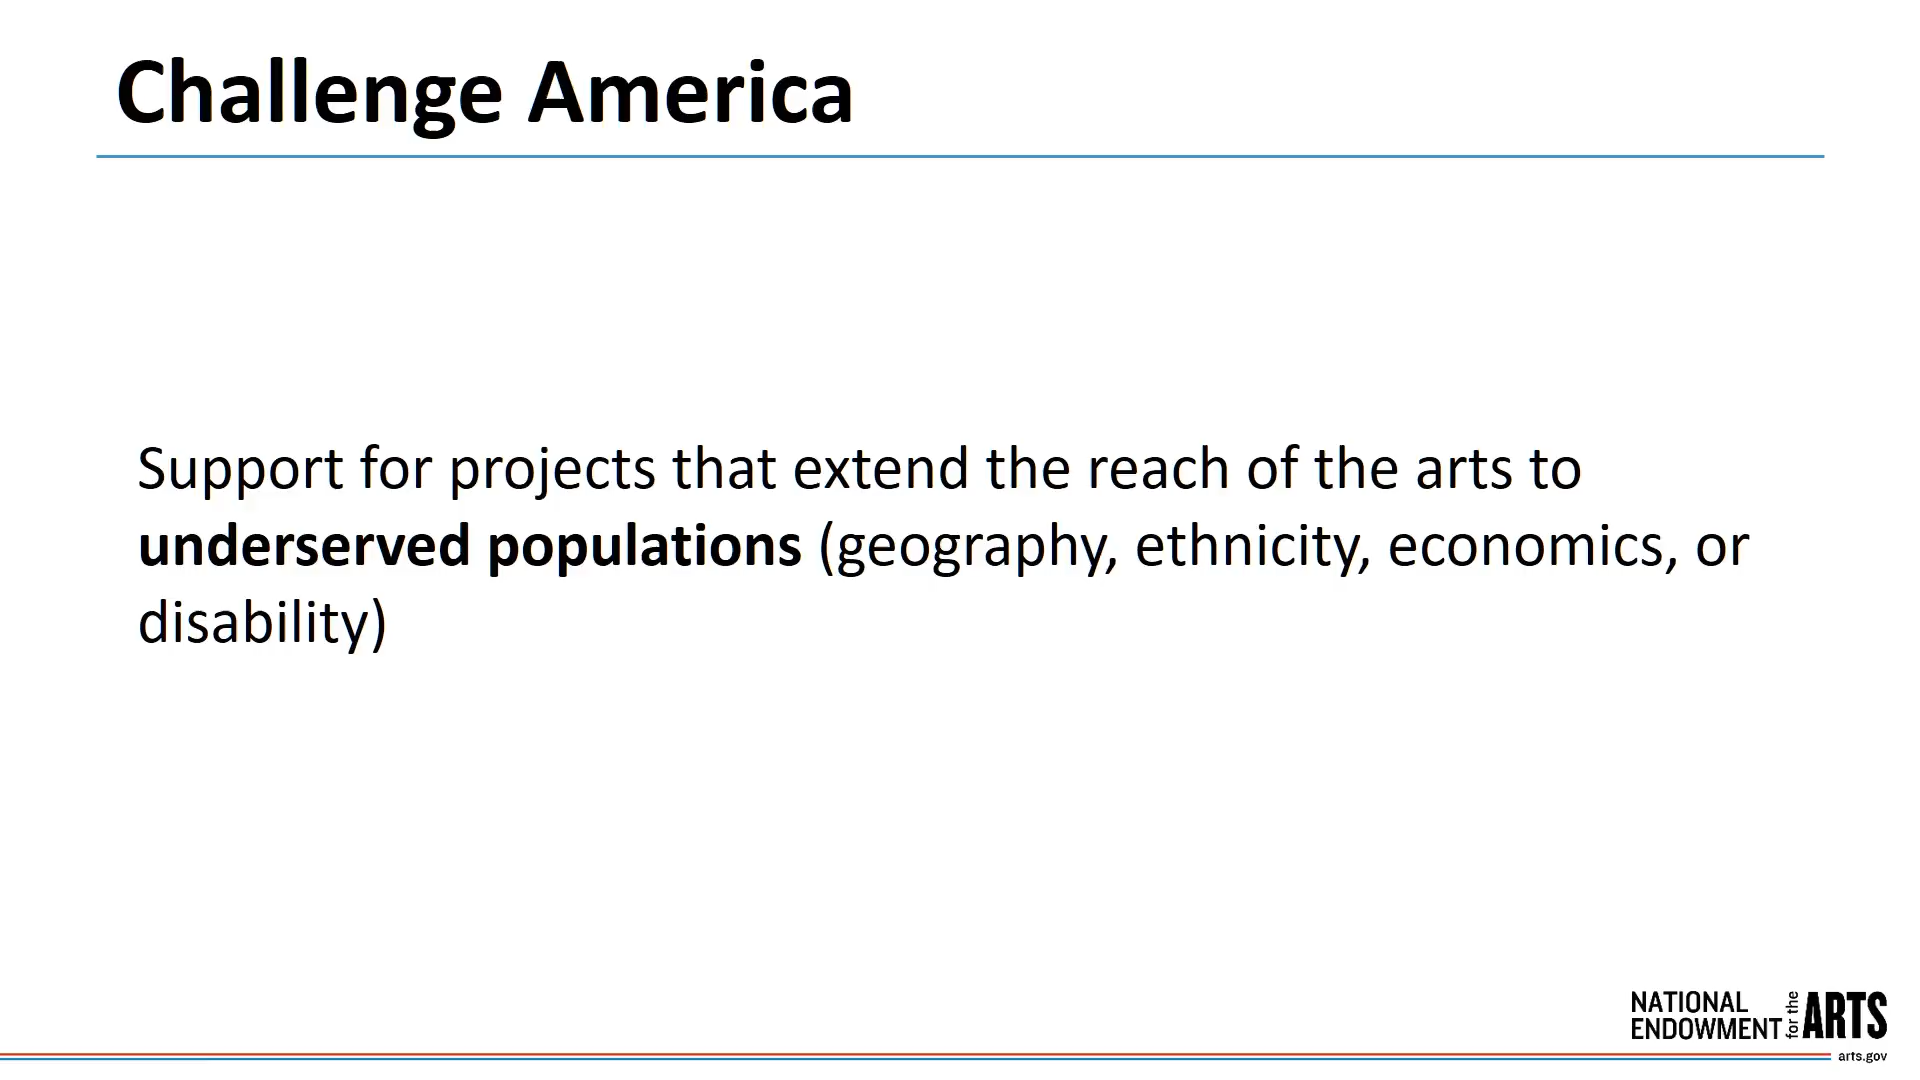 Challenge America
Support for projects that extend the reach of the arts to
underserved populations (geography, ethnicity, economics, or
disability)
NATIONAL
ENDOWMENT
for the
ARTS
arts.gov